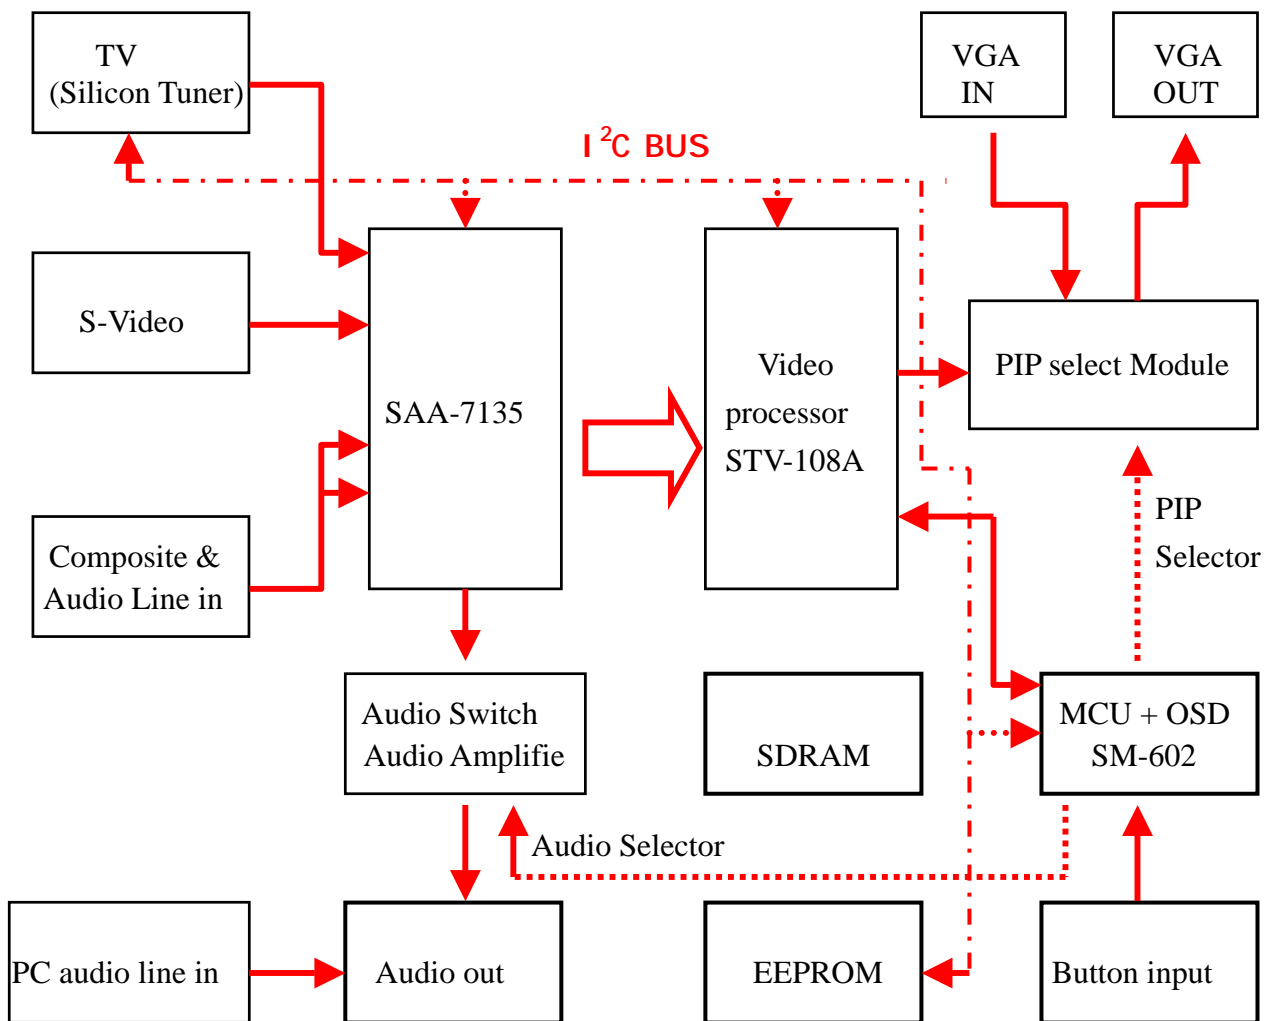 TV
(Silicon Tuner)
VGA
IN
VGA
OUT
I²C BUS
S-Video
SAA-7135
Video
processor
STV-108A
PIP select Module
Composite &
Audio Line in
PIP
Selector
Audio Switch
Audio Amplifie
SDRAM
MCU + OSD
SM-602
Audio Selector
PC audio line in
Audio out
EEPROM
Button input